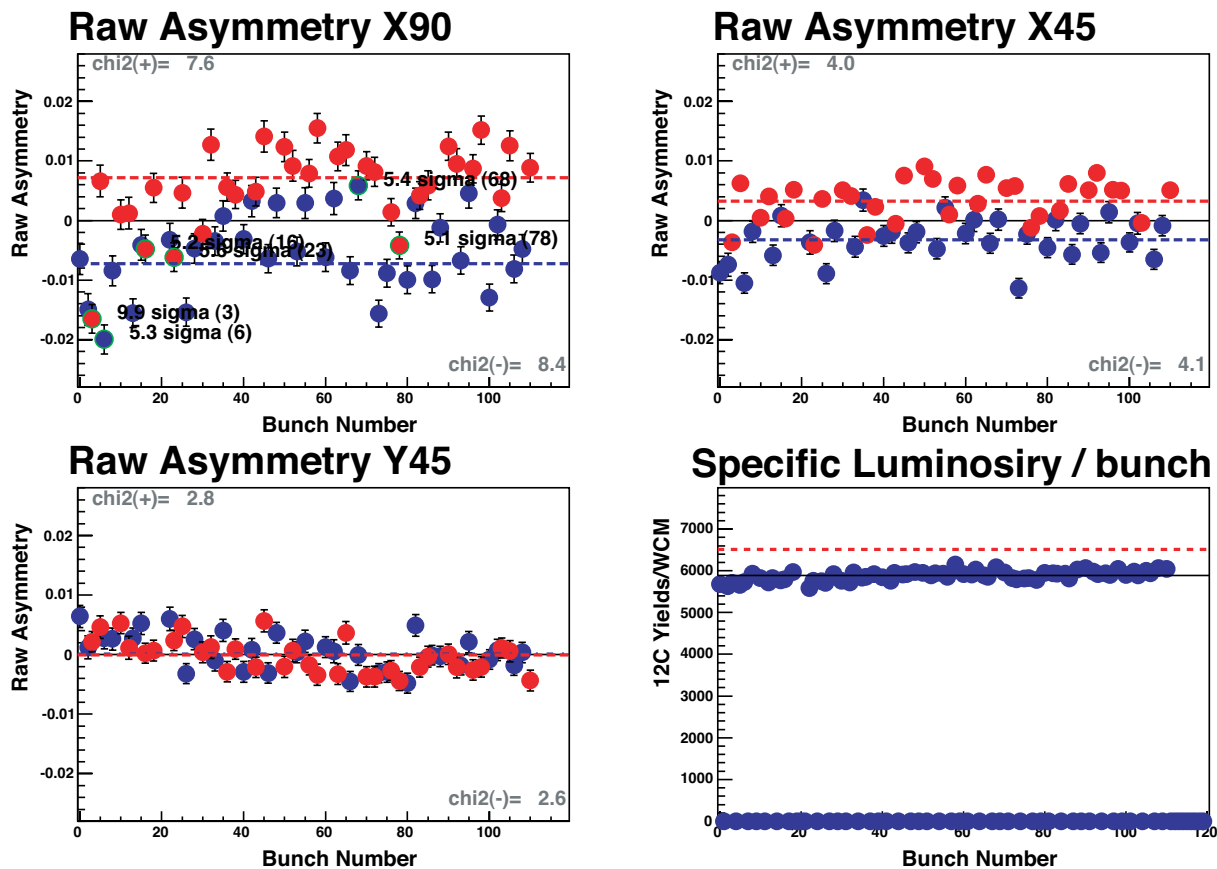 Raw Asymmetry X90
chi2(+)= 7.6
Raw Asymmetry
0.02
0.01
0
-0.01
-0.02
5.4 sigma (68)
5.2 sigma (16)
5.6 sigma (23)
5.1 sigma (78)
9.9 sigma (3)
5.3 sigma (6)
chi2(-)= 8.4
0 20 40 60 80 100
Bunch Number
Raw Asymmetry X45
chi2(+)= 4.0
Raw Asymmetry
0.02
0.01
0
-0.01
-0.02
chi2(-)= 4.1
0 20 40 60 80 100
Bunch Number
Raw Asymmetry Y45
chi2(+)= 2.8
Raw Asymmetry
0.02
0.01
0
-0.01
-0.02
chi2(-)= 2.6
0 20 40 60 80 100
Bunch Number
Specific Luminosiry / bunch
12C Yields/WCM
7000
6000
5000
4000
3000
2000
1000
0
0 20 40 60 80 100 120
Bunch Number